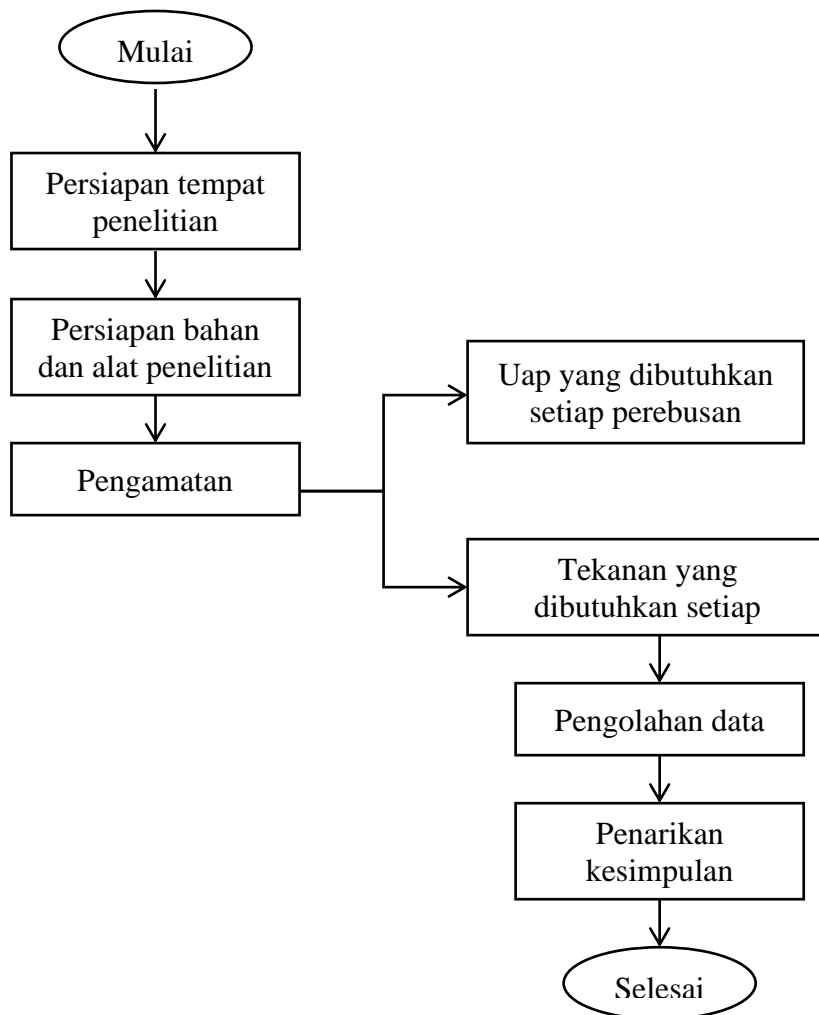 Mulai
Persiapan tempat
penelitian
Persiapan bahan
dan alat penelitian
Pengamatan
Uap yang dibutuhkan
setiap perebusan
Tekanan yang
dibutuhkan setiap
Pengolahan data
Penarikan
kesimpulan
Selesai